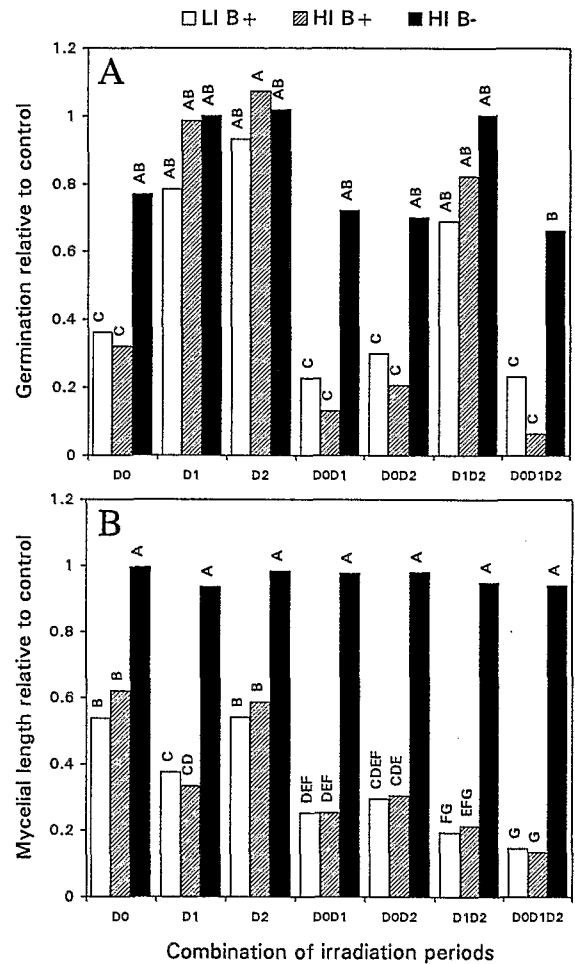 LI B+ HI B+ HI B-
A
Germination relative to control
1.2
1
0.8
0.6
0.4
0.2
0
C C AB
AB AB AB
AB A AB
C C AB
C C AB
AB AB AB
C C B
D0 D1 D2 D0D1 D0D2 D1D2 D0D1D2
B
Mycelial length relative to control
1.2
1
0.8
0.6
0.4
0.2
0
B B A
C CD A
B B A
DEF DEF A
CDEF CDE A
FG EFG A
G G A
D0 D1 D2 D0D1 D0D2 D1D2 D0D1D2
Combination of irradiation periods